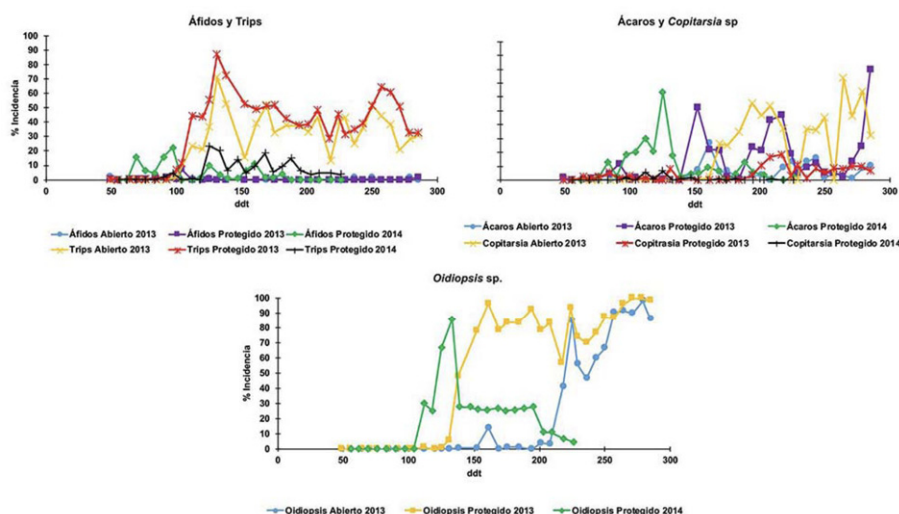 Áfidos y Trips
Ácaros y Copitarsia sp
% Incidencia
100
90
80
70
60
50
40
30
20
10
0
0 50 100 150 200 250 300
ddt
0 50 100 150 200 250 300
ddt
Áfidos Abierto 2013 Áfidos Protegido 2013 Áfidos Protegido 2014
Trips Abierto 2013 Trips Protegido 2013 Trips Protegido 2014
Ácaros Abierto 2013 Ácaros Protegido 2013 Ácaros Protegido 2014
Copitarsia Abierto 2013 Copitrasia Protegido 2013 Copitarsia Protegido 2014
Oidiopsis sp.
% Incidencia
100
90
80
70
60
50
40
30
20
10
0
0 50 100 150 200 250 300
ddt
Oidiopsis Abierto 2013 Oidiopsis Protegido 2013 Oidiopsis Protegido 2014